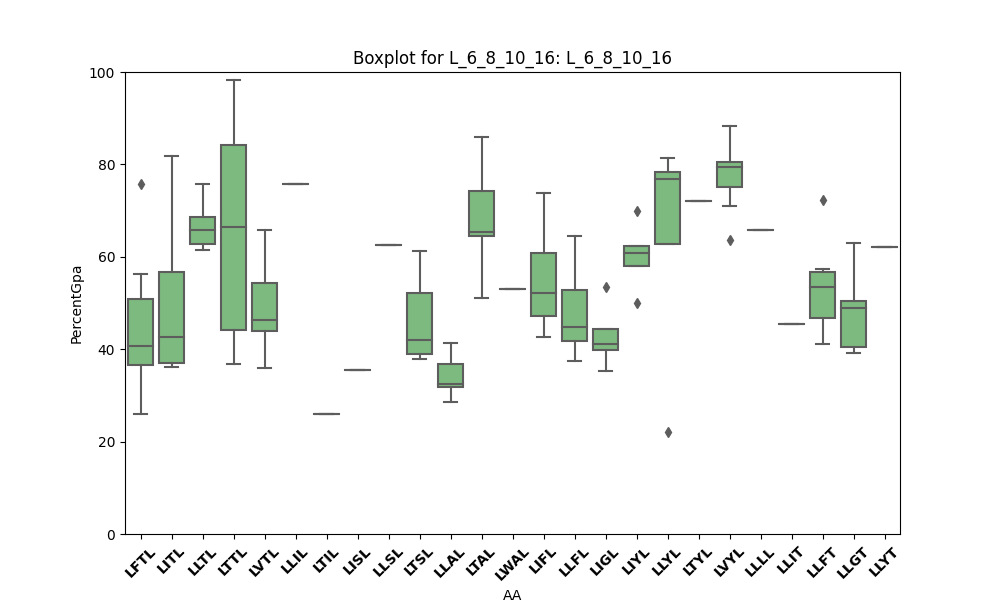 Boxplot for L_6_8_10_16: L_6_8_10_16
100
80
60
40
20
0
PercentGpa
LFTL LITL LLTL LTTL LVTL LLIL LTIL LISL LLSL LTSL LLAL LTAL LWAL LIFL LLFL LIGL LIYL LLYL LTYL LVYL LLLL LLIT LLFT LLGT LLYT
AA